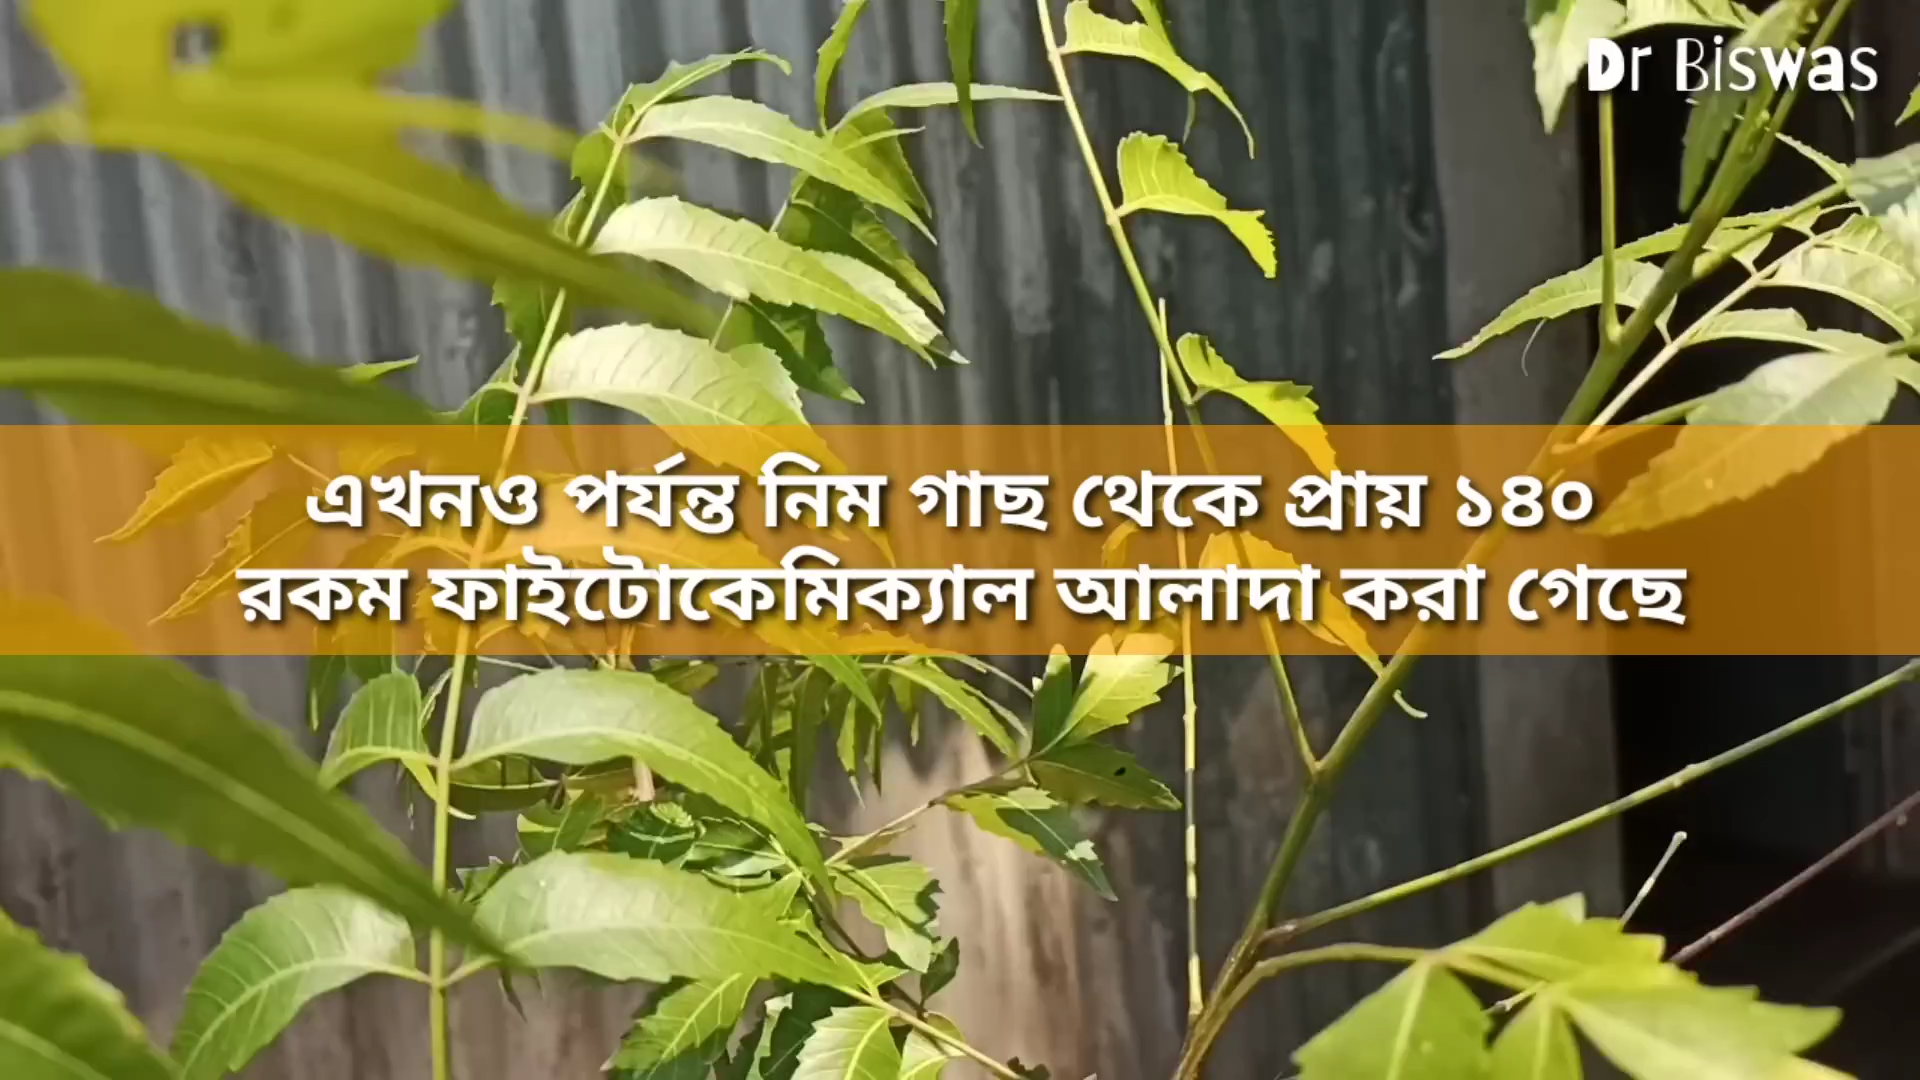 Dr Biswas
এখনও পর্যন্ত নিম গাছ থেকে প্রায় ১৪০
রকম ফাইটোকেমিক্যাল আলাদা করা গেছে